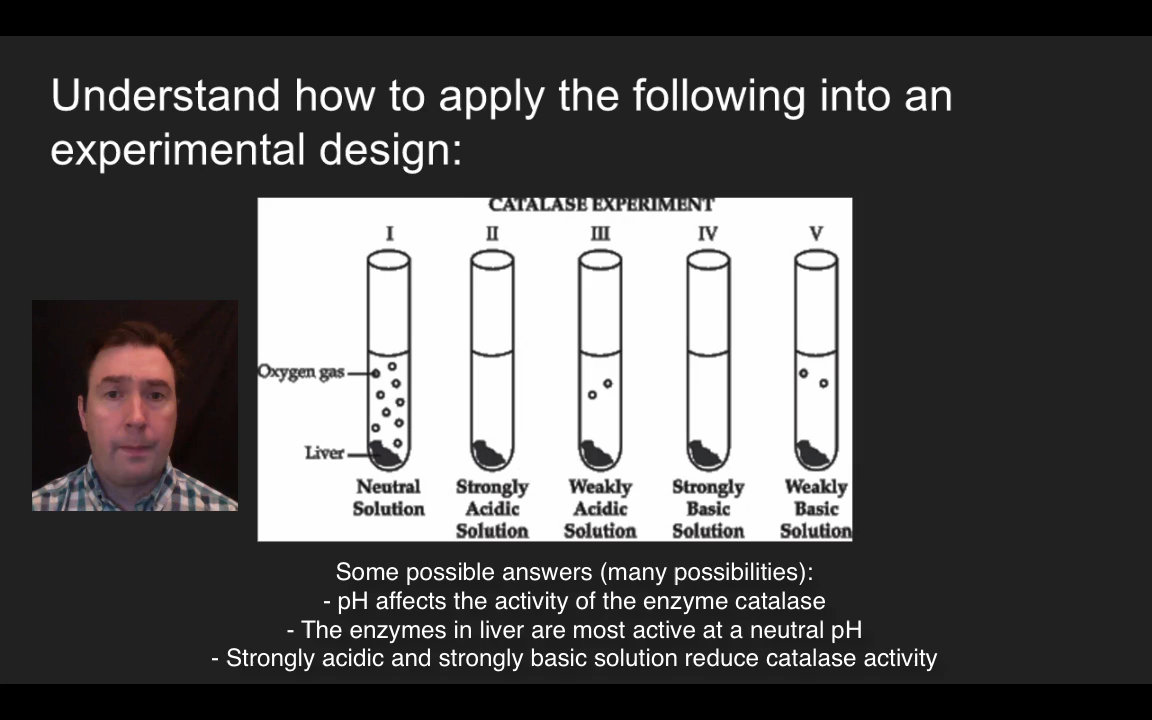 Understand how to apply the following into an
experimental design:
CATALASE EXPERIMENT
I II III IV V
Oxygen gas
Liver
Neutral Strongly Weakly Strongly Weakly
Solution Acidic Acidic Basic Basic
Solution Solution Solution Solution
Some possible answers (many possibilities):
- pH affects the activity of the enzyme catalase
- The enzymes in liver are most active at a neutral pH
- Strongly acidic and strongly basic solution reduce catalase activity